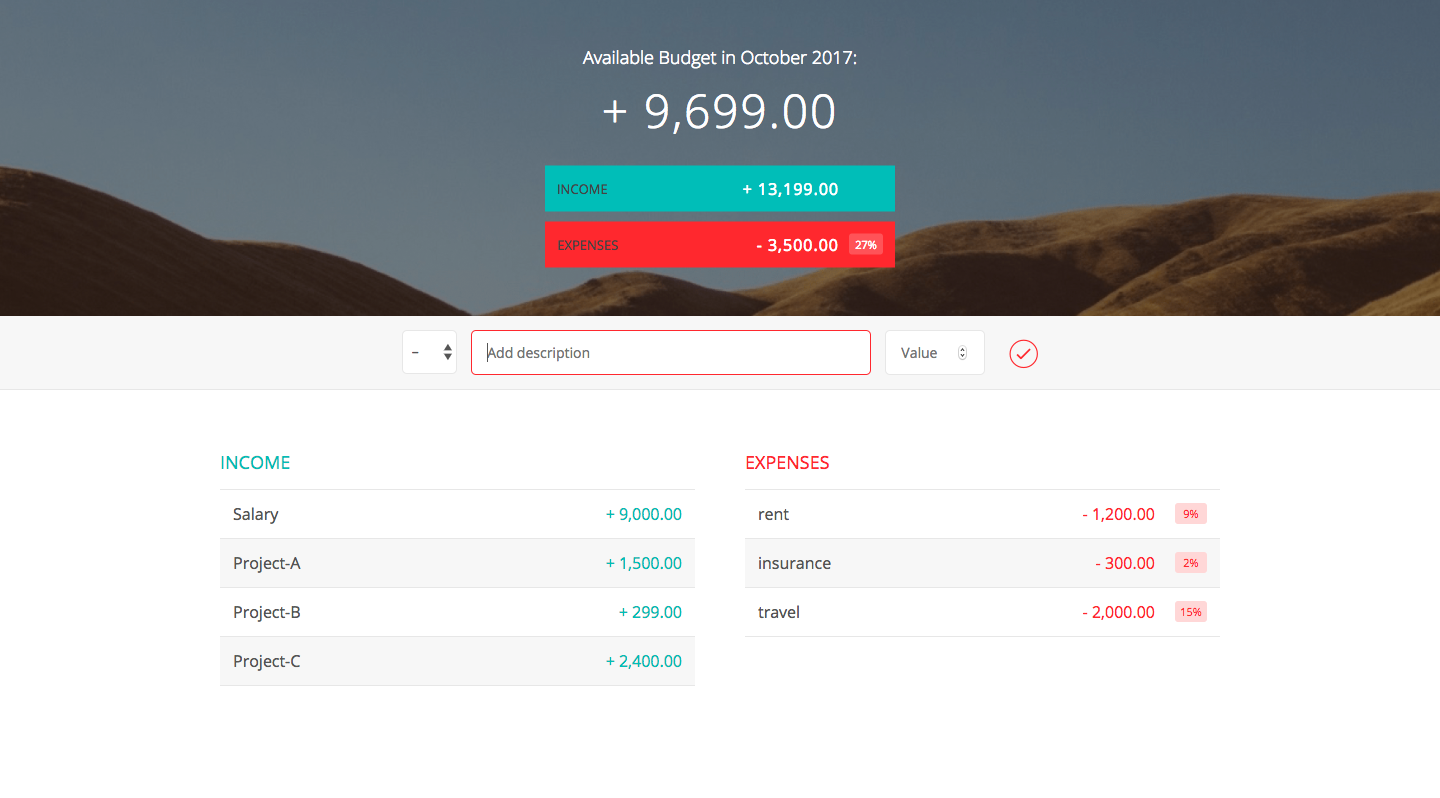 Available Budget in October 2017:
+ 9,699.00
INCOME + 13,199.00
EXPENSES - 3,500.00 27%
– Add description Value
INCOME
Salary + 9,000.00
Project-A + 1,500.00
Project-B + 299.00
Project-C + 2,400.00
EXPENSES
rent - 1,200.00 9%
insurance - 300.00 2%
travel - 2,000.00 15%